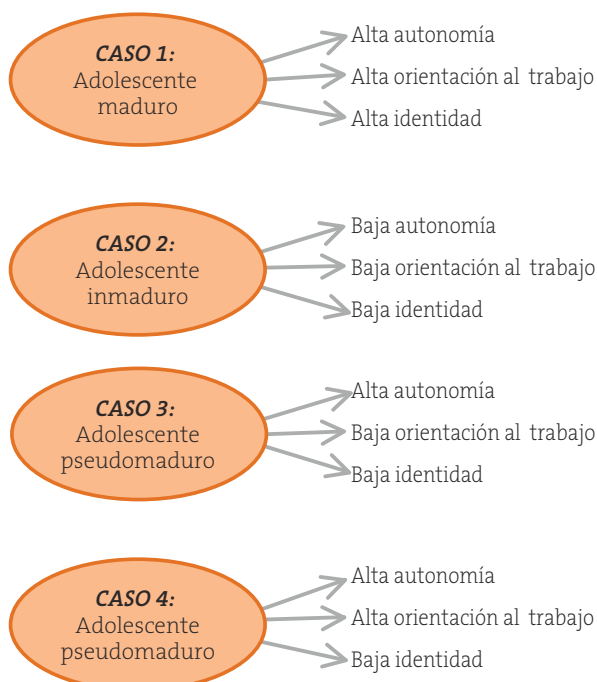 CASO 1:
Adolescente
maduro
Alta autonomía
Alta orientación al trabajo
Alta identidad
CASO 2:
Adolescente
inmaduro
Baja autonomía
Baja orientación al trabajo
Baja identidad
CASO 3:
Adolescente
pseudomaduro
Alta autonomía
Baja orientación al trabajo
Baja identidad
CASO 4:
Adolescente
pseudomaduro
Alta autonomía
Alta orientación al trabajo
Baja identidad